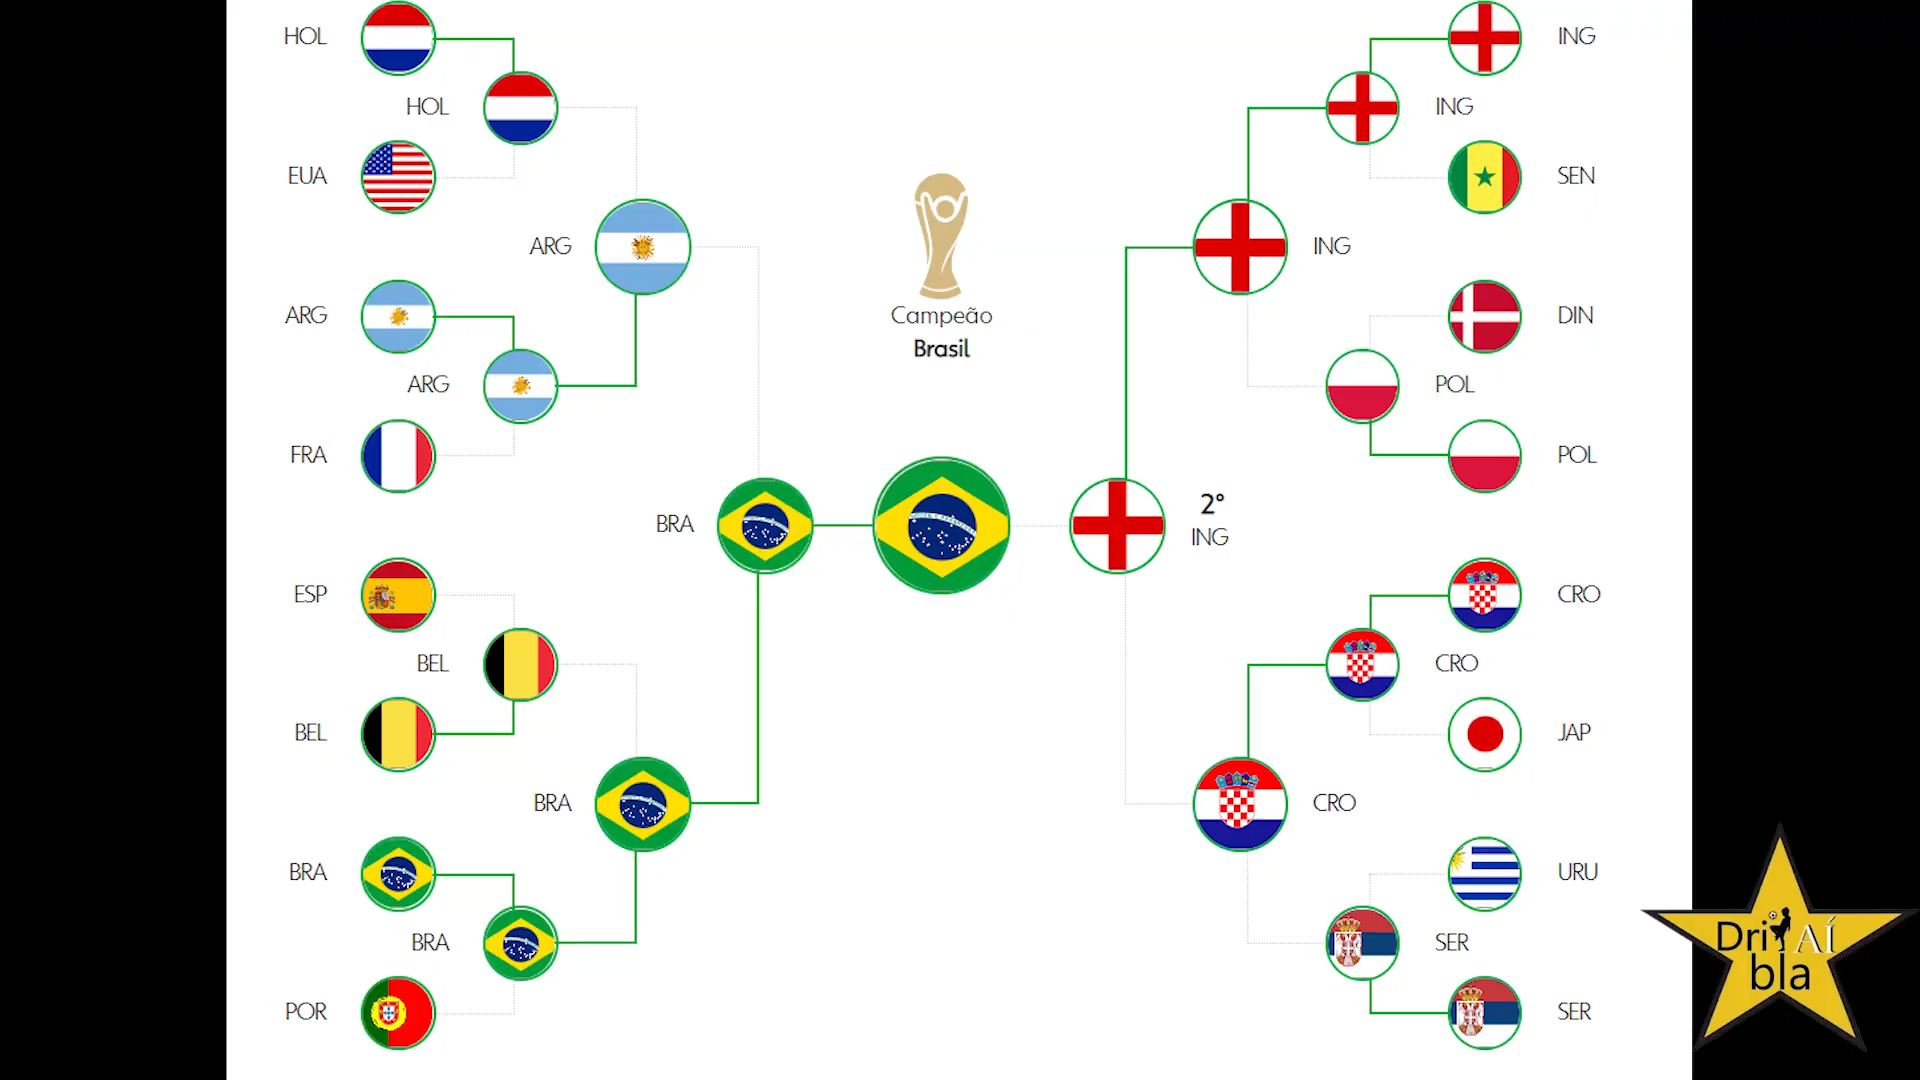 HOL
ING
HOL
ING
EUA
SEN
ARG
ING
ARG
Campeão
DIN
Brasil
ARG
POL
FRA
POL
BRA
2°
ING
ESP
CRO
BEL
CRO
BEL
JAP
BRA
CRO
BRA
URU
BRA
SER
POR
SER
Dri Aí
bla